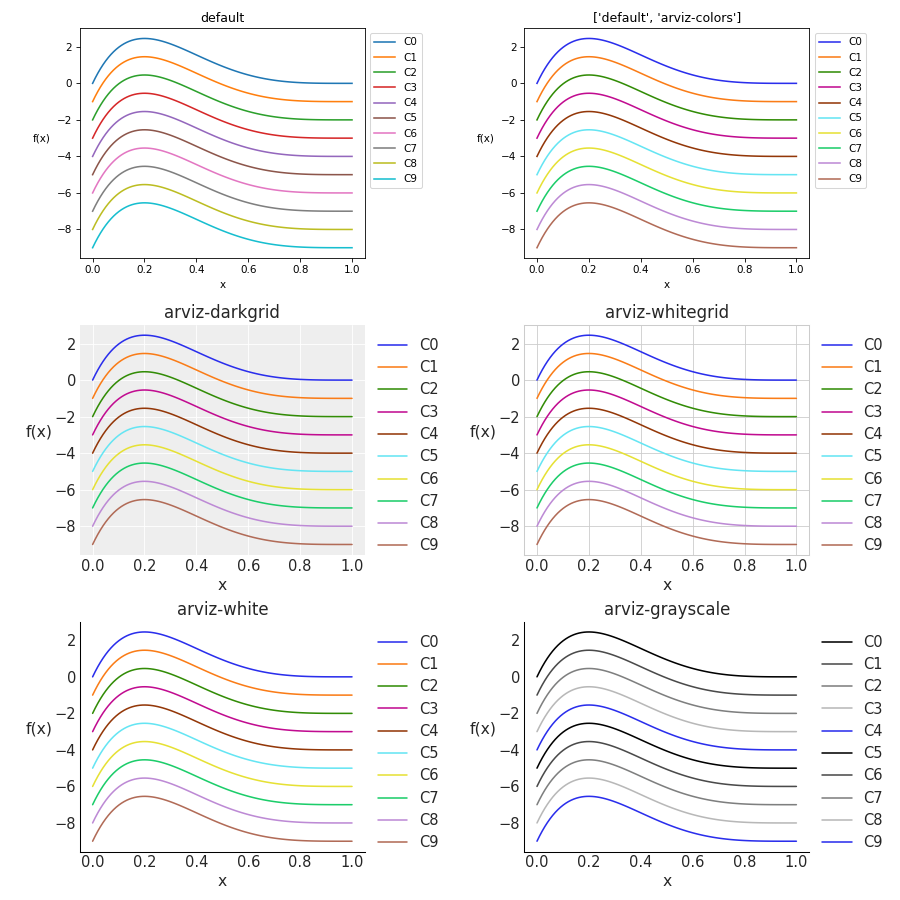 default
2
0
−2
−4
−6
−8
f(x)
0.0 0.2 0.4 0.6 0.8 1.0
x
C0
C1
C2
C3
C4
C5
C6
C7
C8
C9
['default', 'arviz-colors']
2
0
−2
−4
−6
−8
f(x)
0.0 0.2 0.4 0.6 0.8 1.0
x
C0
C1
C2
C3
C4
C5
C6
C7
C8
C9
arviz-darkgrid
2
0
−2
−4
−6
−8
f(x)
0.0 0.2 0.4 0.6 0.8 1.0
x
C0
C1
C2
C3
C4
C5
C6
C7
C8
C9
arviz-whitegrid
2
0
−2
−4
−6
−8
f(x)
0.0 0.2 0.4 0.6 0.8 1.0
x
C0
C1
C2
C3
C4
C5
C6
C7
C8
C9
arviz-white
2
0
−2
−4
−6
−8
f(x)
0.0 0.2 0.4 0.6 0.8 1.0
x
C0
C1
C2
C3
C4
C5
C6
C7
C8
C9
arviz-grayscale
2
0
−2
−4
−6
−8
f(x)
0.0 0.2 0.4 0.6 0.8 1.0
x
C0
C1
C2
C3
C4
C5
C6
C7
C8
C9